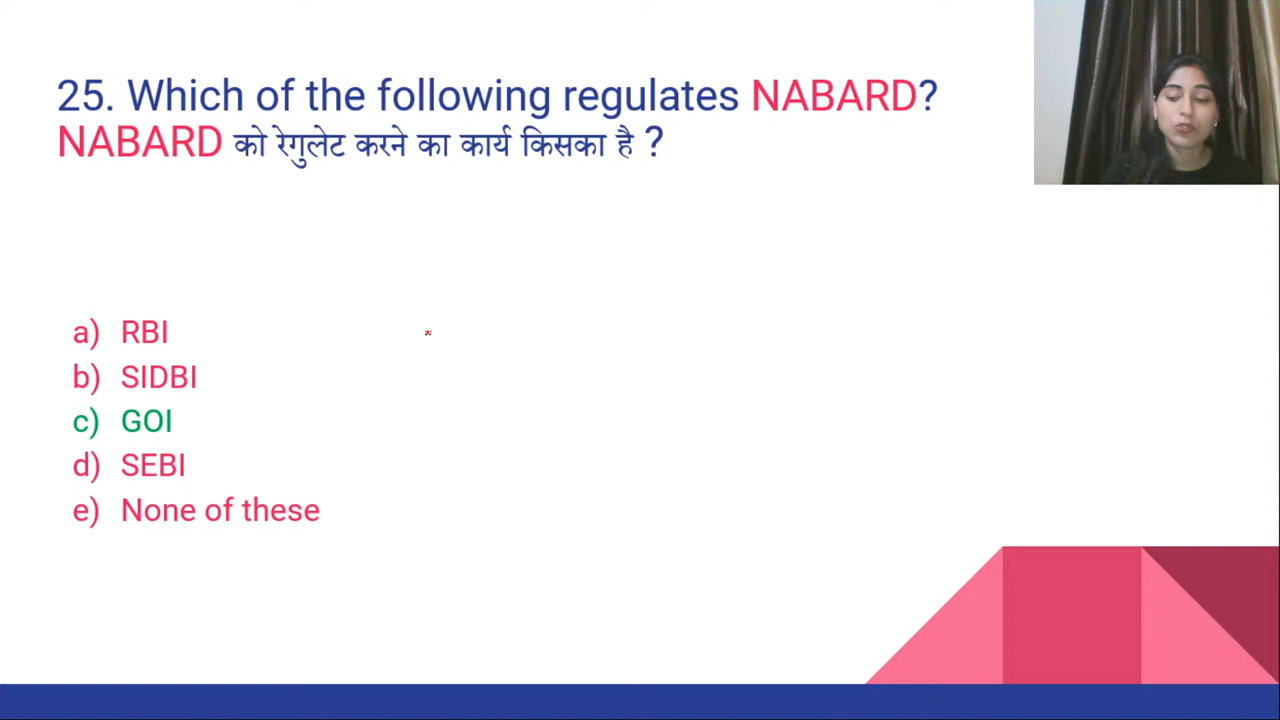 25. Which of the following regulates NABARD?
NABARD को रेगुलेट करने का कार्य किसका है ?
a) RBI
b) SIDBI
c) GOI
d) SEBI
e) None of these